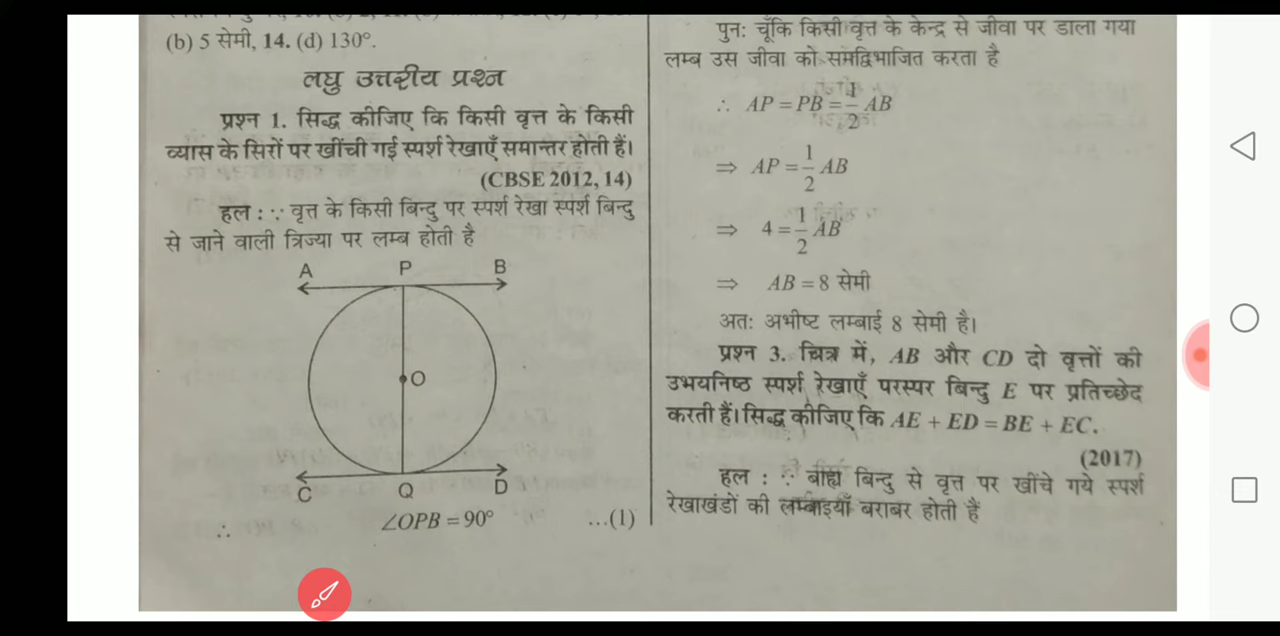 (b) 5 सेमी, 14. (d) 130°.
लघु उत्तरीय प्रश्न
प्रश्न 1. सिद्ध कीजिए कि किसी वृत्त के किसी
व्यास के सिरों पर खींची गई स्पर्श रेखाएँ समान्तर होती हैं।
(CBSE 2012, 14)
हल : ∵ वृत्त के किसी बिन्दु पर स्पर्श रेखा स्पर्श बिन्दु
से जाने वाली त्रिज्या पर लम्ब होती है
A P B
O
C Q D
∴ ∠OPB = 90° ...(1)
पुनः चूँकि किसी वृत्त के केन्द्र से जीवा पर डाला गया
लम्ब उस जीवा को समद्विभाजित करता है
∴ AP = PB = 1/2 AB
⇒ AP = 1/2 AB
⇒ 4 = 1/2 AB
⇒ AB = 8 सेमी
अतः अभीष्ट लम्बाई 8 सेमी है।
प्रश्न 3. चित्र में, AB और CD दो वृत्तों की
उभयनिष्ठ स्पर्श रेखाएँ परस्पर बिन्दु E पर प्रतिच्छेद
करती हैं। सिद्ध कीजिए कि AE + ED = BE + EC.
(2017)
हल : ∵ बाह्य बिन्दु से वृत्त पर खींचे गये स्पर्श
रेखाखंडों की लम्बाइयाँ बराबर होती हैं